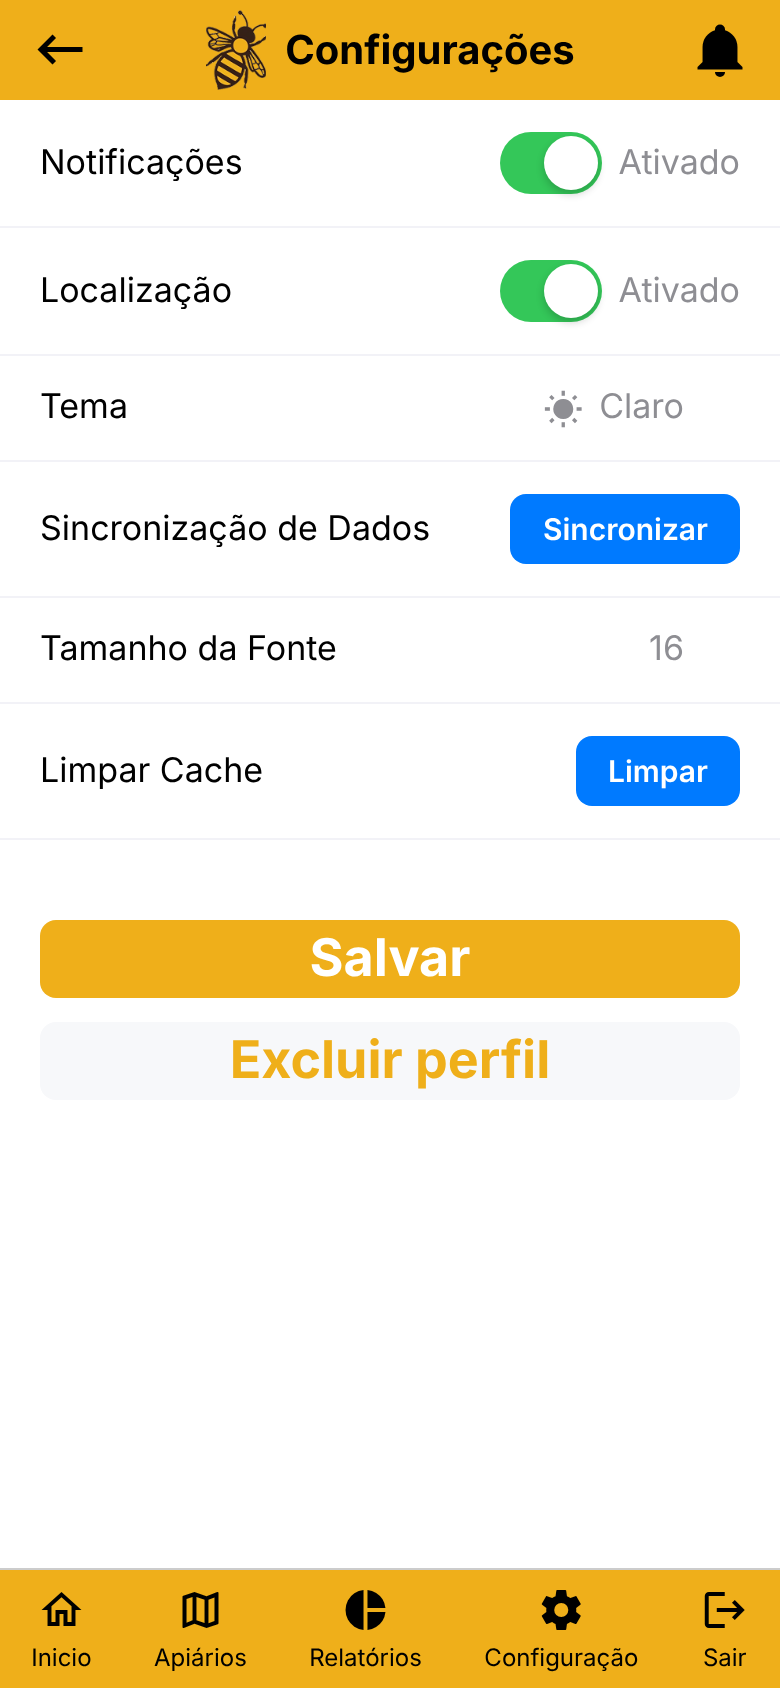 Configurações
Notificações Ativado
Localização Ativado
Tema Claro
Sincronização de Dados Sincronizar
Tamanho da Fonte 16
Limpar Cache Limpar
Salvar
Excluir perfil
Inicio Apiários Relatórios Configuração Sair